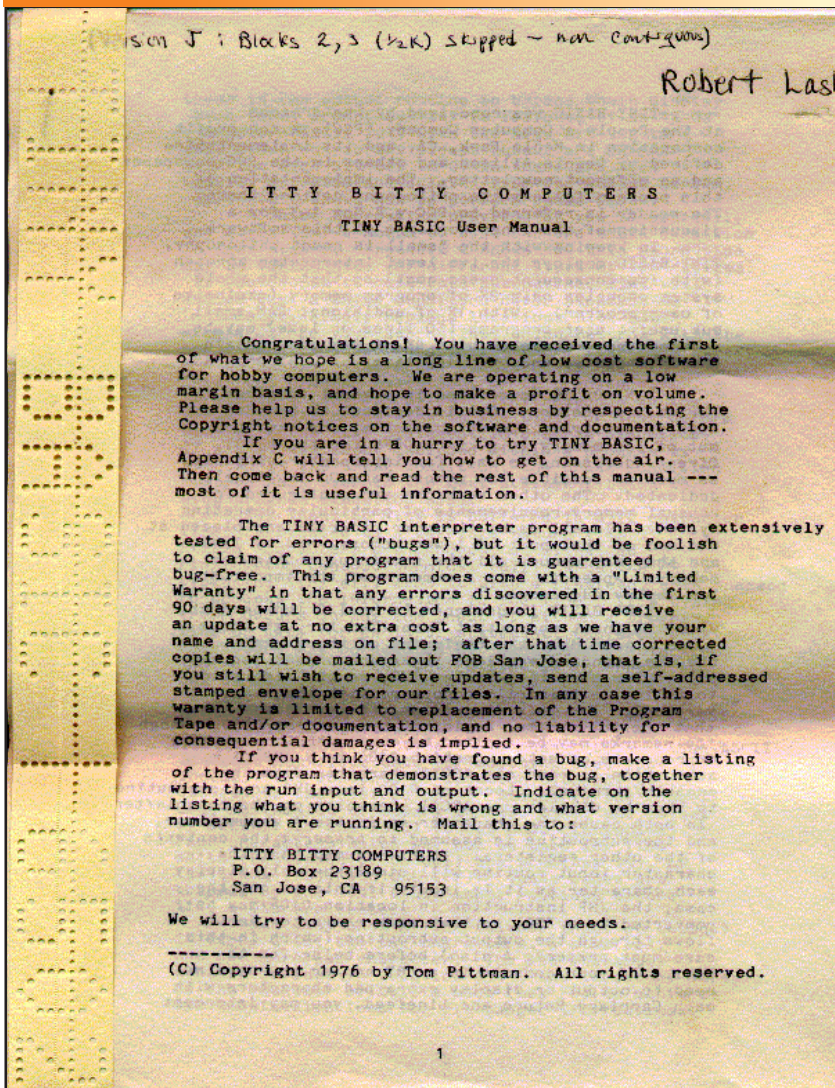 (Version J : Blocks 2, 3 (½K) skipped - non contiguous)
Robert
ITTY BITTY COMPUTERS
TINY BASIC User Manual
Congratulations! You have received the first
of what we hope is a long line of low cost software
for hobby computers. We are operating on a low
margin basis, and hope to make a profit on volume.
Please help us to stay in business by respecting the
Copyright notices on the software and documentation.
If you are in a hurry to try TINY BASIC,
Appendix C will tell you how to get on the air.
Then come back and read the rest of this manual ---
most of it is useful information.
The TINY BASIC interpreter program has been extensively
tested for errors ("bugs"), but it would be foolish
to claim of any program that it is guarenteed
bug-free. This program does come with a "Limited
Waranty" in that any errors discovered in the first
90 days will be corrected, and you will receive
an update at no extra cost as long as we have your
name and address on file; after that time corrected
copies will be mailed out FOB San Jose, that is, if
you still wish to receive updates, send a self-addressed
stamped envelope for our files. In any case this
waranty is limited to replacement of the Program
Tape and/or documentation, and no liability for
consequential damages is implied.
If you think you have found a bug, make a listing
of the program that demonstrates the bug, together
with the run input and output. Indicate on the
listing what you think is wrong and what version
number you are running. Mail this to:
ITTY BITTY COMPUTERS
P.O. Box 23189
San Jose, CA 95153
We will try to be responsive to your needs.
----------
(C) Copyright 1976 by Tom Pittman. All rights reserved.
1